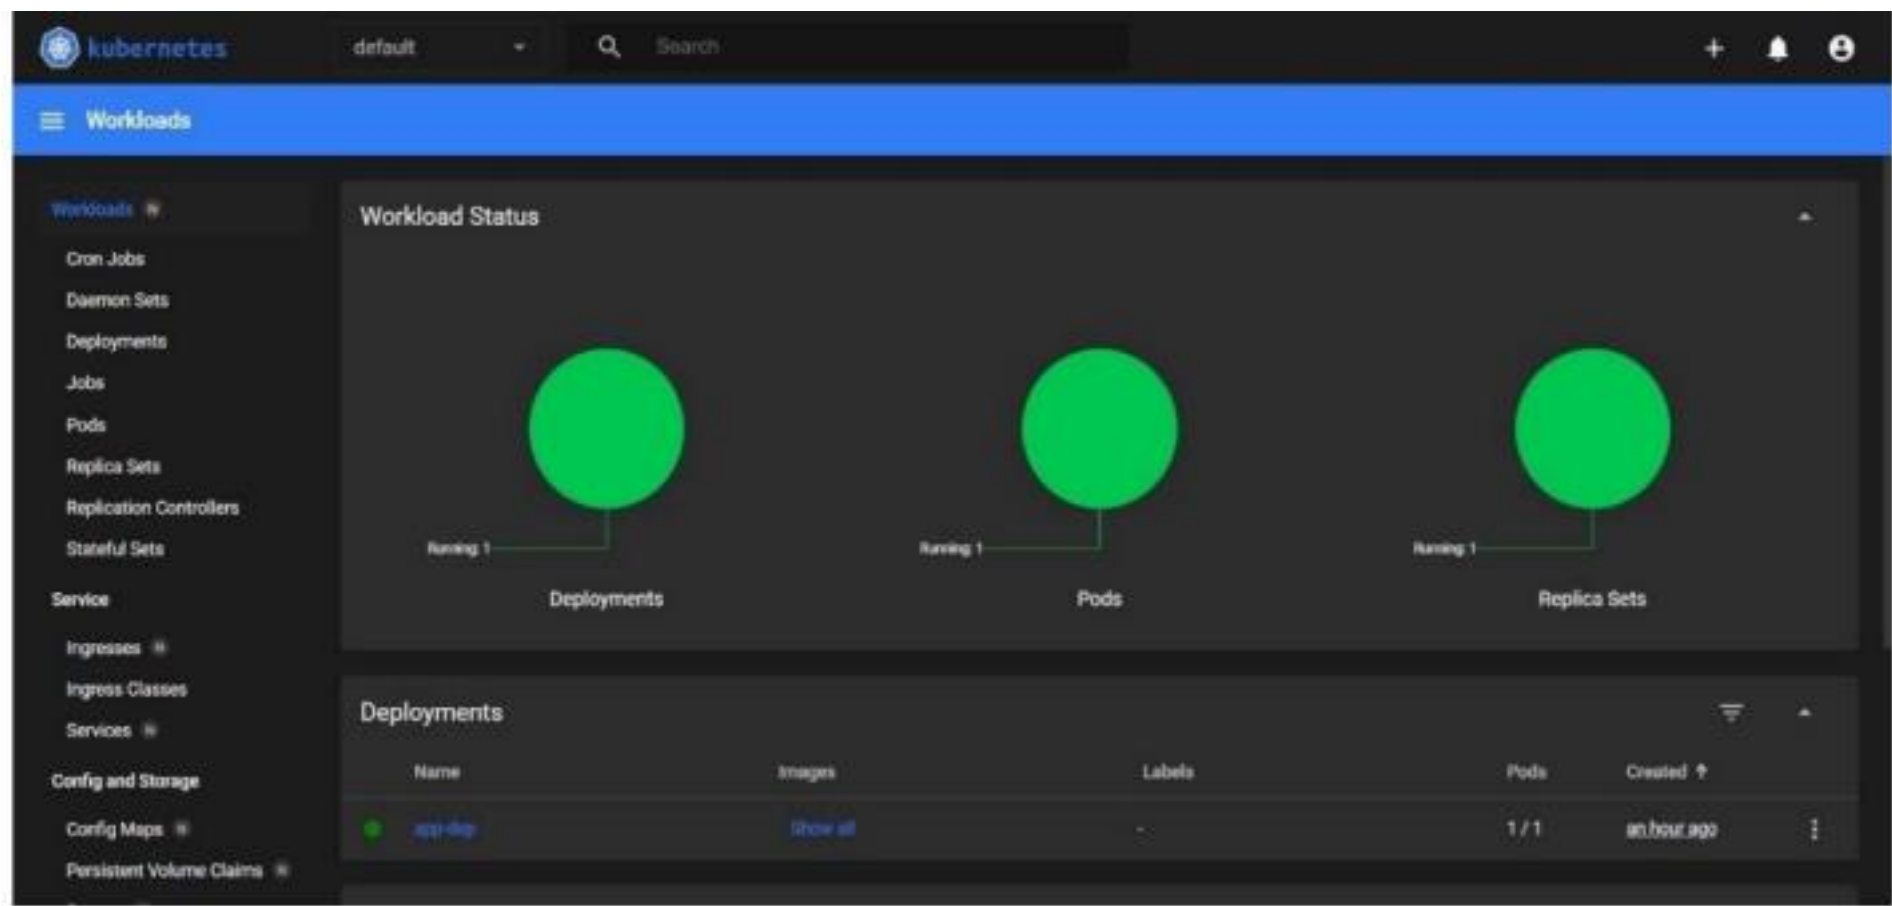 kubernetes
default
Search
Workloads
Workloads N
Cron Jobs
Daemon Sets
Deployments
Jobs
Pods
Replica Sets
Replication Controllers
Stateful Sets
Service
Ingresses N
Ingress Classes
Services N
Config and Storage
Config Maps N
Persistent Volume Claims N
Workload Status
Running: 1
Deployments
Running: 1
Pods
Running: 1
Replica Sets
Deployments
Name Images Labels Pods Created
app-dep Show all - 1 / 1 an hour ago